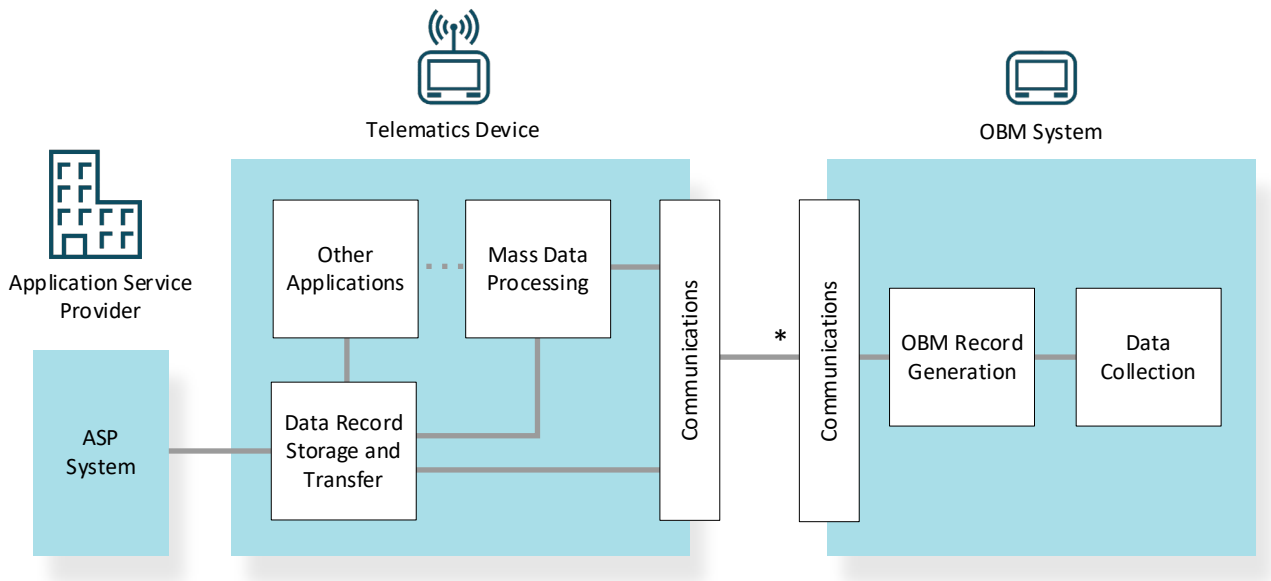 Telematics Device
OBM System
Application Service
Provider
ASP
System
Other
Applications
Mass Data
Processing
Data Record
Storage and
Transfer
Communications
*
Communications
OBM Record
Generation
Data
Collection